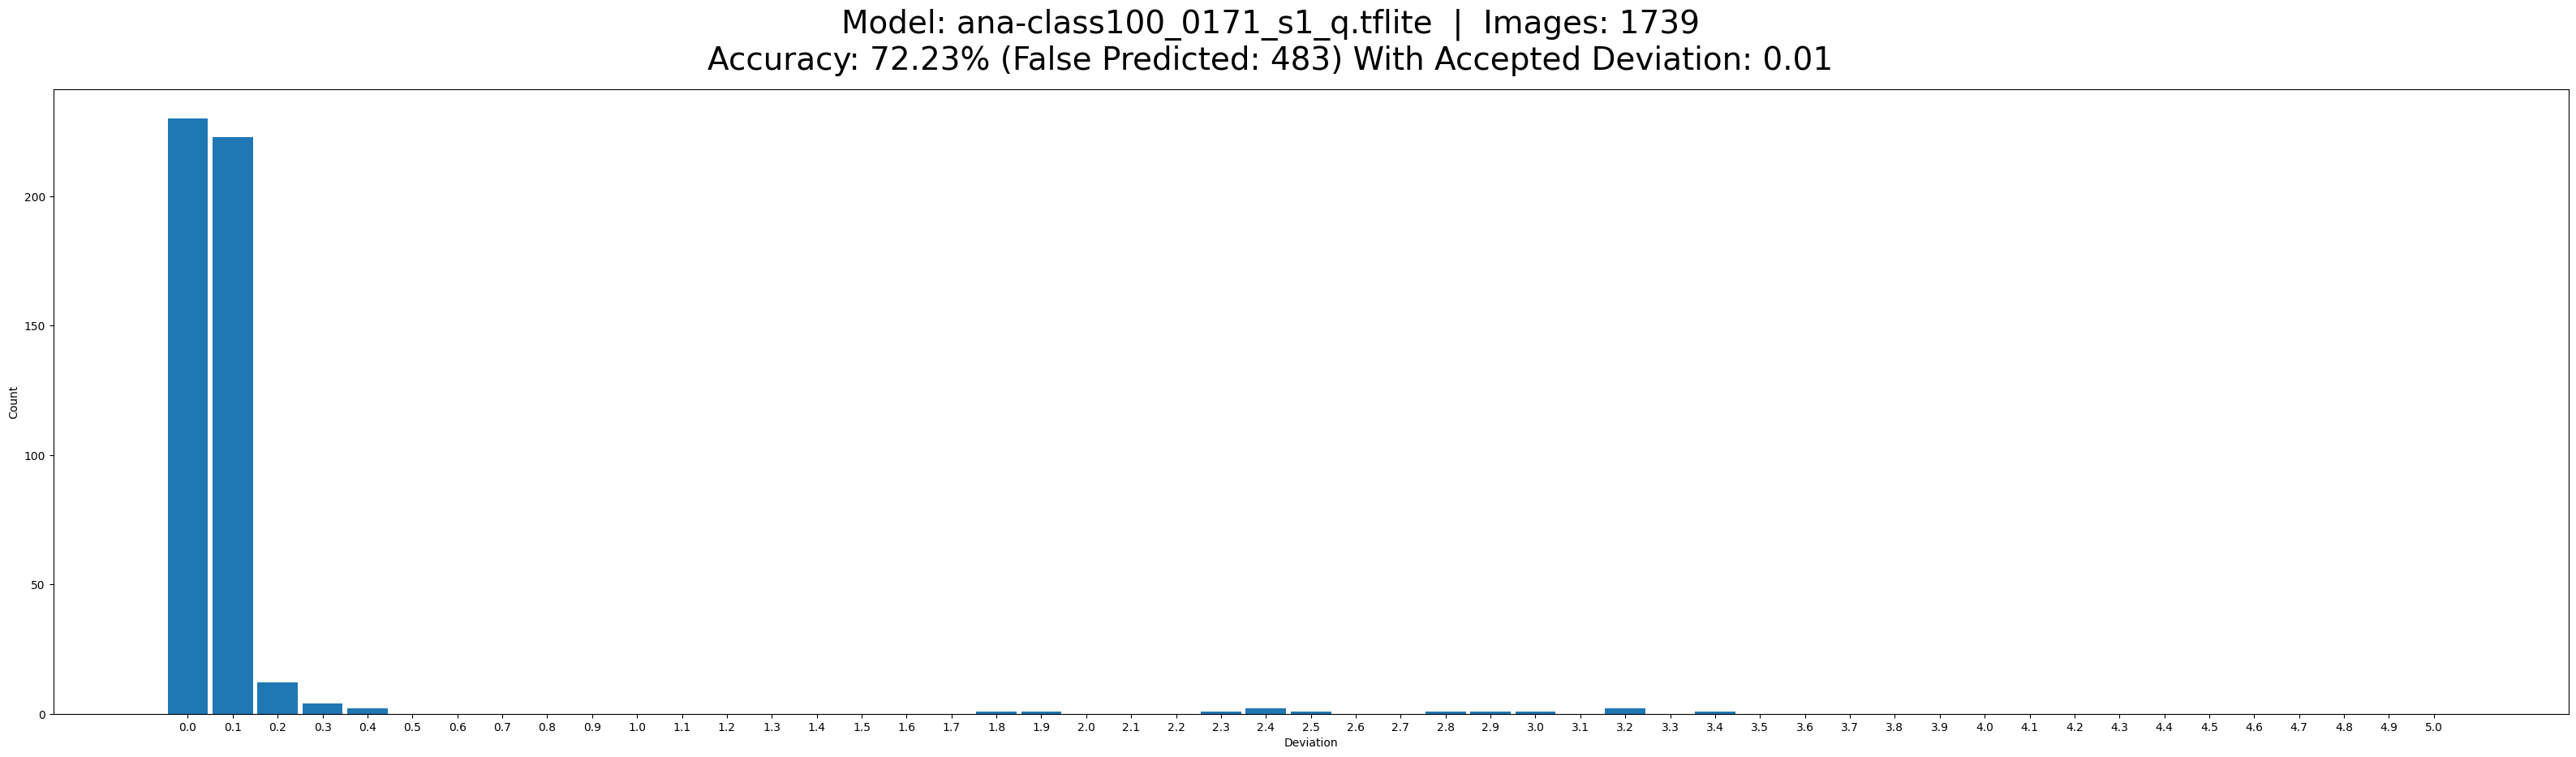 Model: ana-class100_0171_s1_q.tflite | Images: 1739
Accuracy: 72.23% (False Predicted: 483) With Accepted Deviation: 0.01
200
150
100
50
0
Count
0.0 0.1 0.2 0.3 0.4 0.5 0.6 0.7 0.8 0.9 1.0 1.1 1.2 1.3 1.4 1.5 1.6 1.7 1.8 1.9 2.0 2.1 2.2 2.3 2.4 2.5 2.6 2.7 2.8 2.9 3.0 3.1 3.2 3.3 3.4 3.5 3.6 3.7 3.8 3.9 4.0 4.1 4.2 4.3 4.4 4.5 4.6 4.7 4.8 4.9 5.0
Deviation